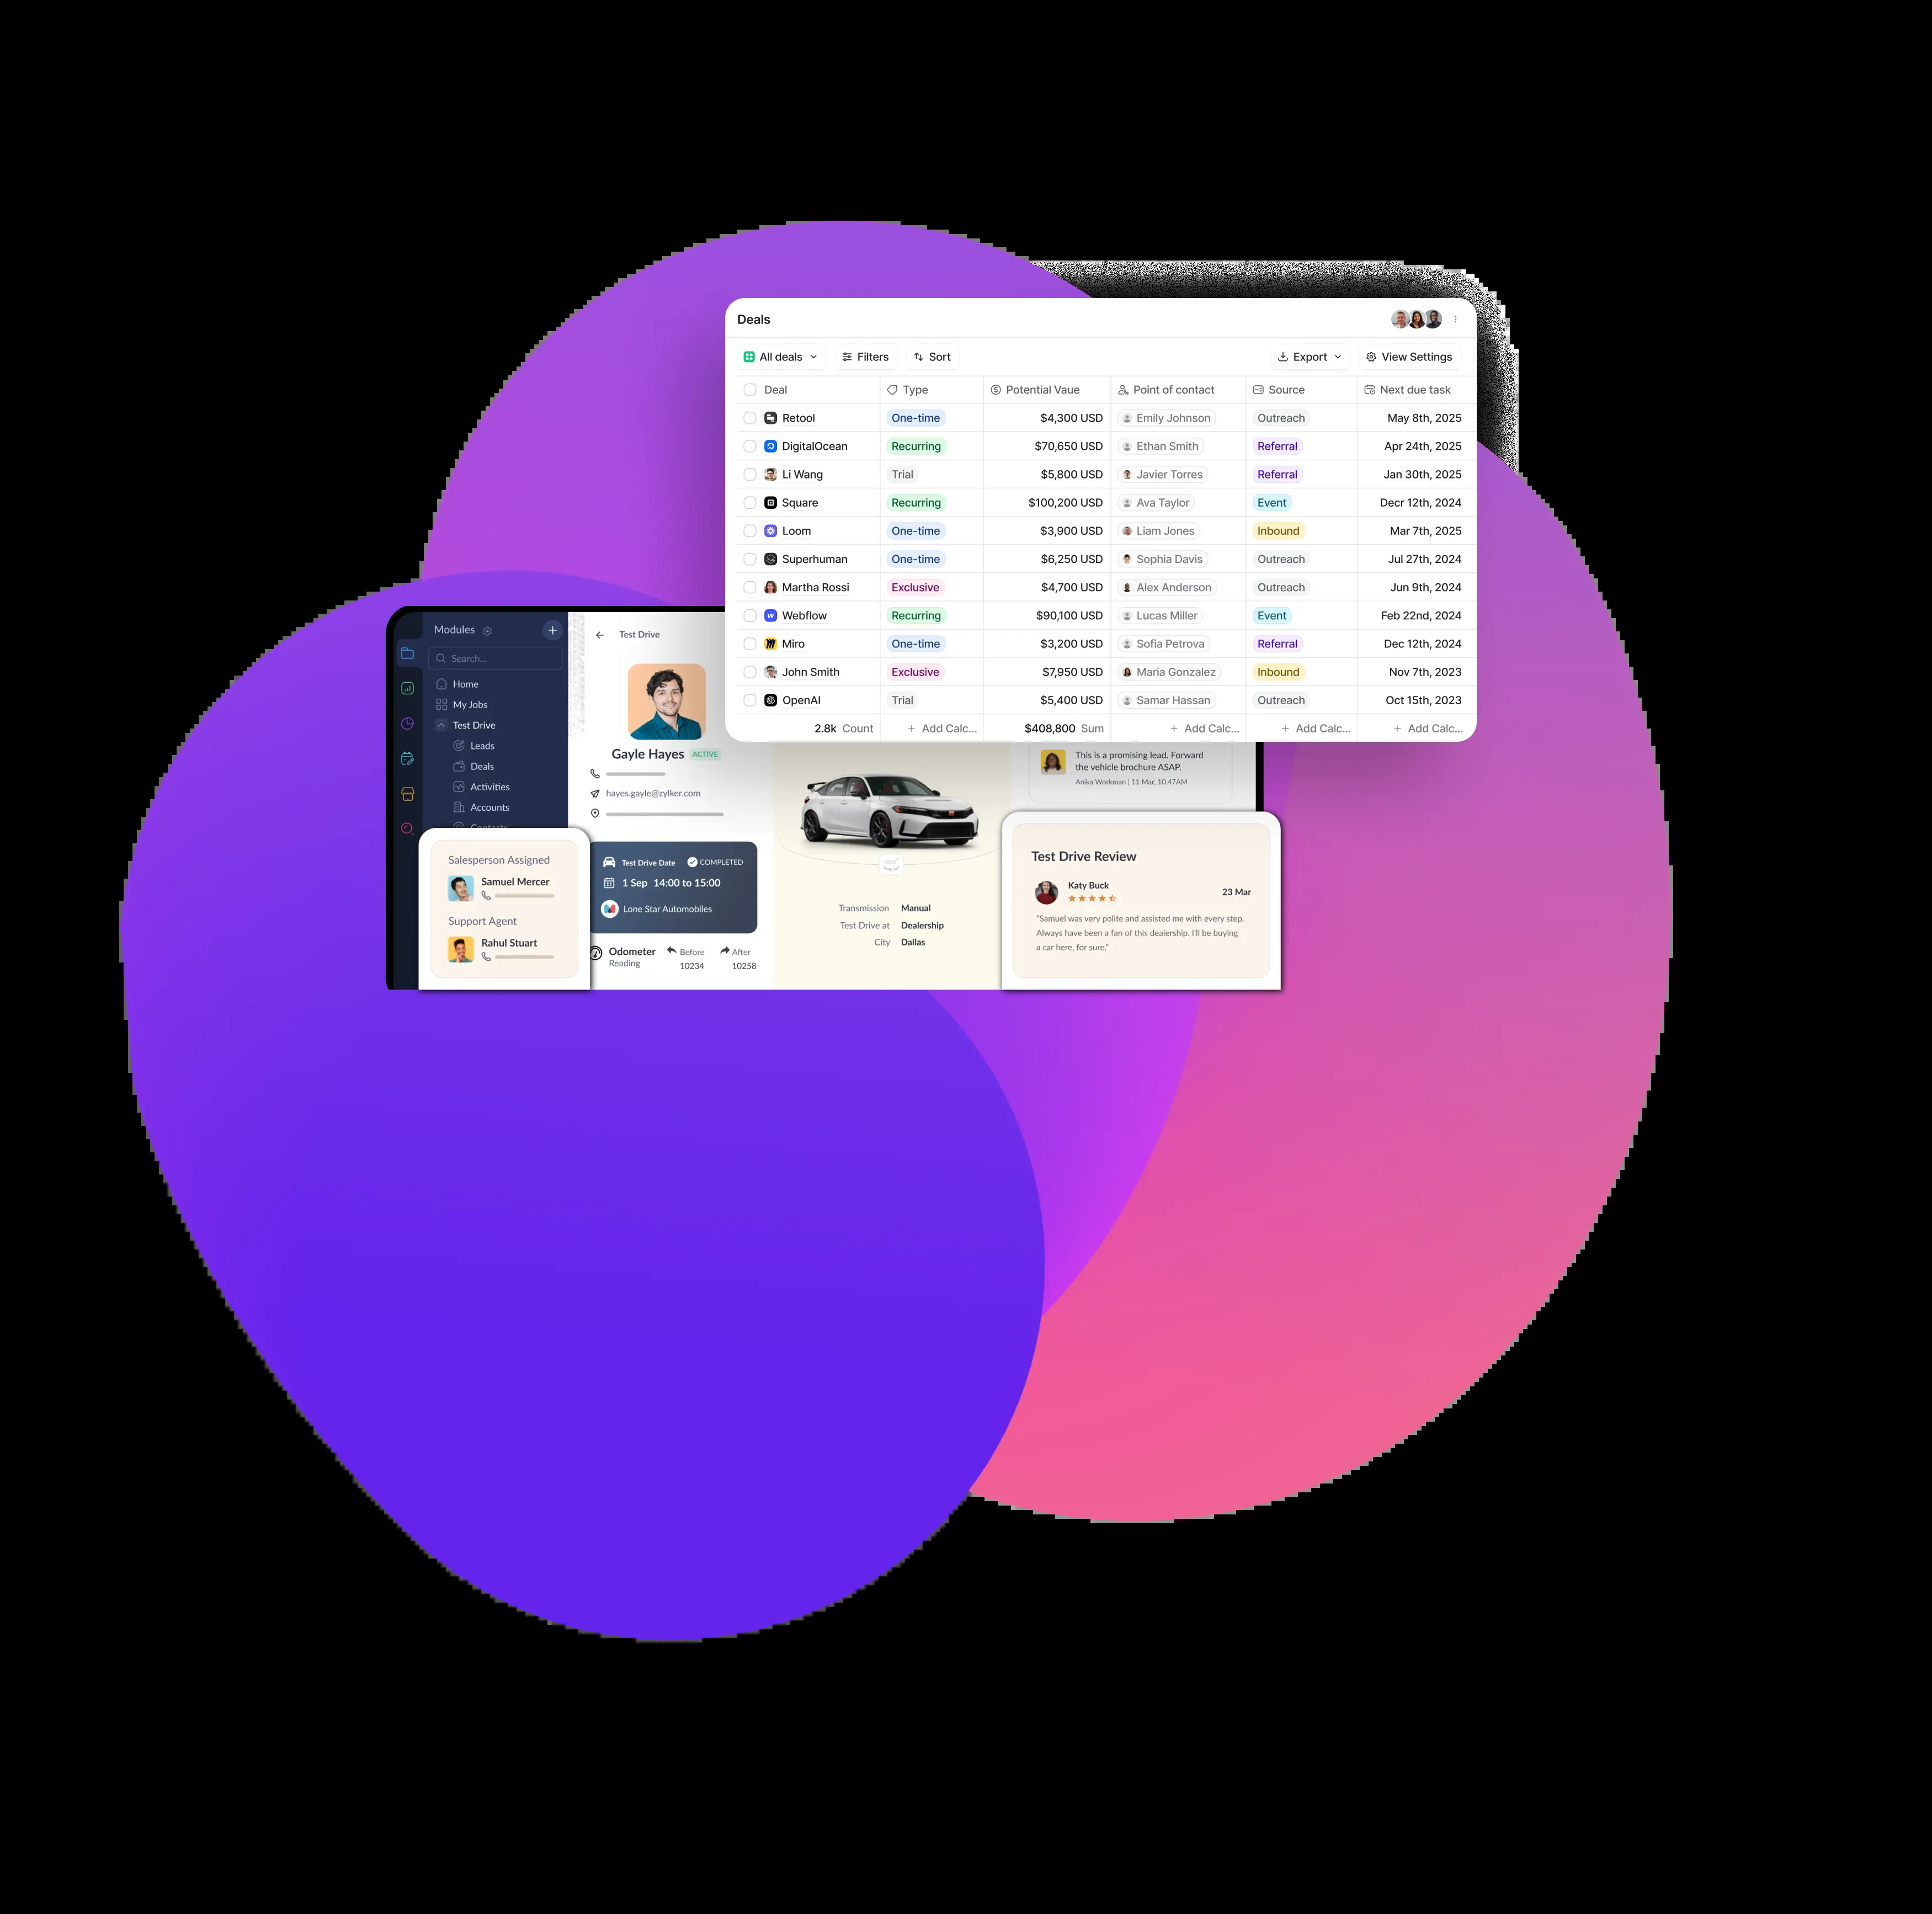 Deals
All deals Filters Sort Export View Settings
Deal Type Potential Vaue Point of contact Source Next due task
Retool One-time $4,300 USD Emily Johnson Outreach May 8th, 2025
DigitalOcean Recurring $70,650 USD Ethan Smith Referral Apr 24th, 2025
Li Wang Trial $5,800 USD Javier Torres Referral Jan 30th, 2025
Square Recurring $100,200 USD Ava Taylor Event Decr 12th, 2024
Loom One-time $3,900 USD Liam Jones Inbound Mar 7th, 2025
Superhuman One-time $6,250 USD Sophia Davis Outreach Jul 27th, 2024
Martha Rossi Exclusive $4,700 USD Alex Anderson Outreach Jun 9th, 2024
Webflow Recurring $90,100 USD Lucas Miller Event Feb 22nd, 2024
Miro One-time $3,200 USD Sofia Petrova Referral Dec 12th, 2024
John Smith Exclusive $7,950 USD Maria Gonzalez Inbound Nov 7th, 2023
OpenAI Trial $5,400 USD Samar Hassan Outreach Oct 15th, 2023
2.8k Count + Add Calc... $408,800 Sum + Add Calc... + Add Calc... + Add Calc...
Modules
Search...
Home
My Jobs
Test Drive
Leads
Deals
Activities
Accounts
Test Drive
Gayle Hayes ACTIVE
hayes.gayle@zylker.com
Test Drive Date COMPLETED
1 Sep 14:00 to 15:00
Lone Star Automobiles
Odometer Before After
Reading 10234 10258
Salesperson Assigned
Samuel Mercer
Support Agent
Rahul Stuart
Transmission Manual
Test Drive at Dealership
City Dallas
This is a promising lead. Forward
the vehicle brochure ASAP.
Anika Workman | 11 Mar, 10.47AM
Test Drive Review
Katy Buck
23 Mar
"Samuel was very polite and assisted me with every step.
Always have been a fan of this dealership. I'll be buying
a car here, for sure."